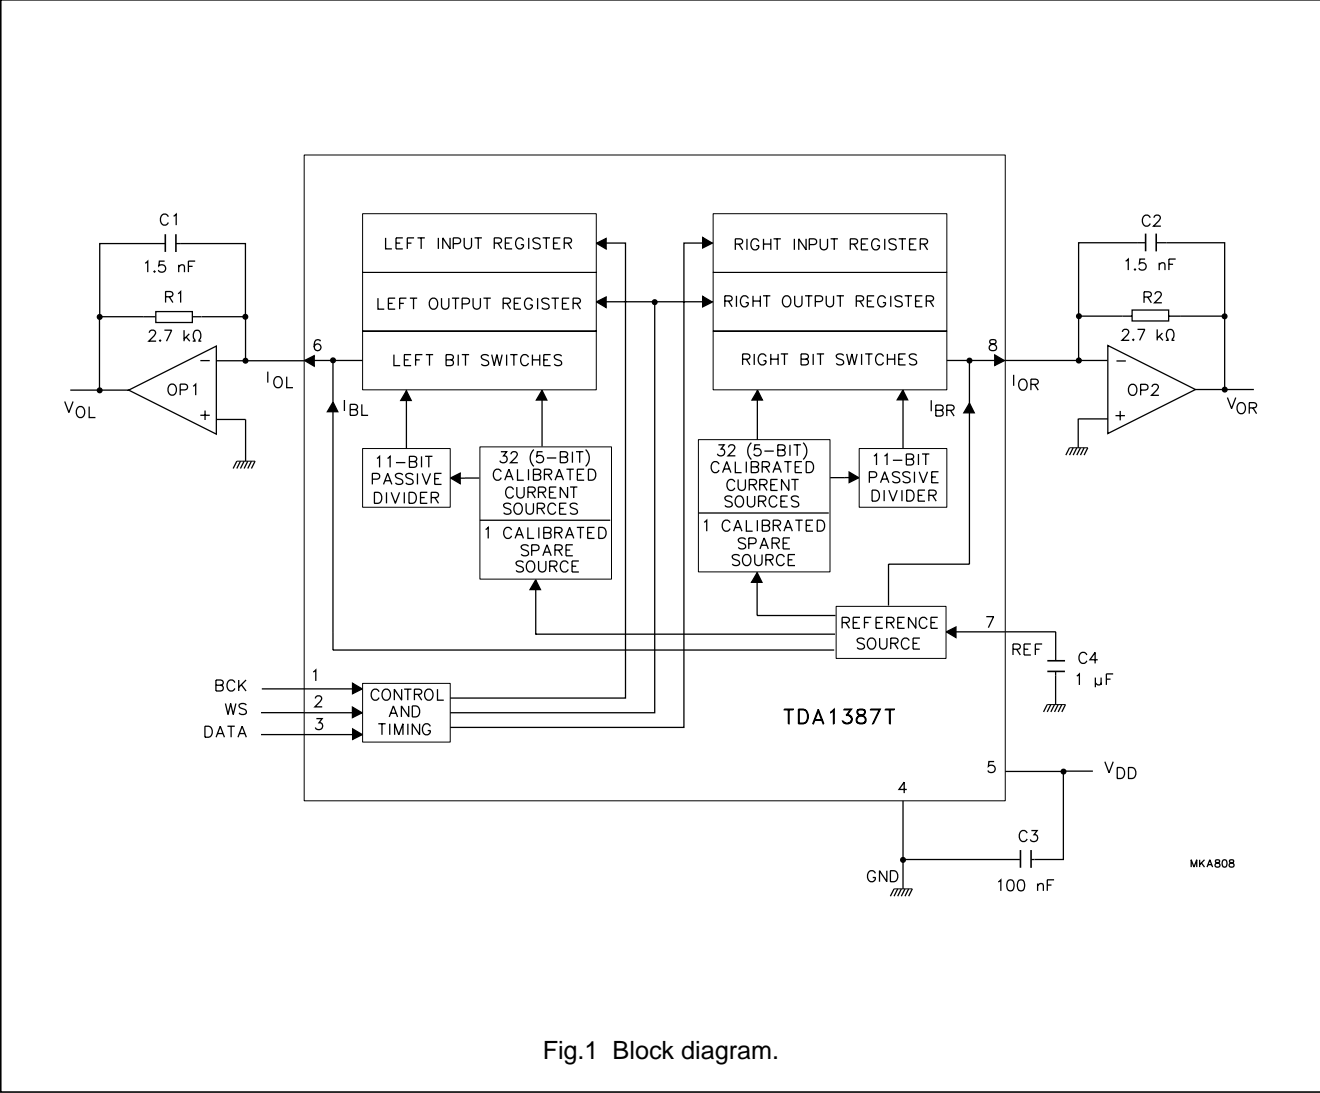 C1
1.5 nF
R1
2.7 kΩ
OP1
−
+
VOL
IOL
6
LEFT INPUT REGISTER
LEFT OUTPUT REGISTER
LEFT BIT SWITCHES
IBL
11−BIT
PASSIVE
DIVIDER
32 (5−BIT)
CALIBRATED
CURRENT
SOURCES
1 CALIBRATED
SPARE
SOURCE
RIGHT INPUT REGISTER
RIGHT OUTPUT REGISTER
RIGHT BIT SWITCHES
IBR
32 (5−BIT)
CALIBRATED
CURRENT
SOURCES
1 CALIBRATED
SPARE
SOURCE
11−BIT
PASSIVE
DIVIDER
8
IOR
C2
1.5 nF
R2
2.7 kΩ
−
+
OP2
VOR
REFERENCE
SOURCE
7
REF
C4
1 μF
BCK
1
WS
2
DATA
3
CONTROL
AND
TIMING
TDA1387T
5
VDD
4
C3
100 nF
GND
MKA808
Fig.1 Block diagram.